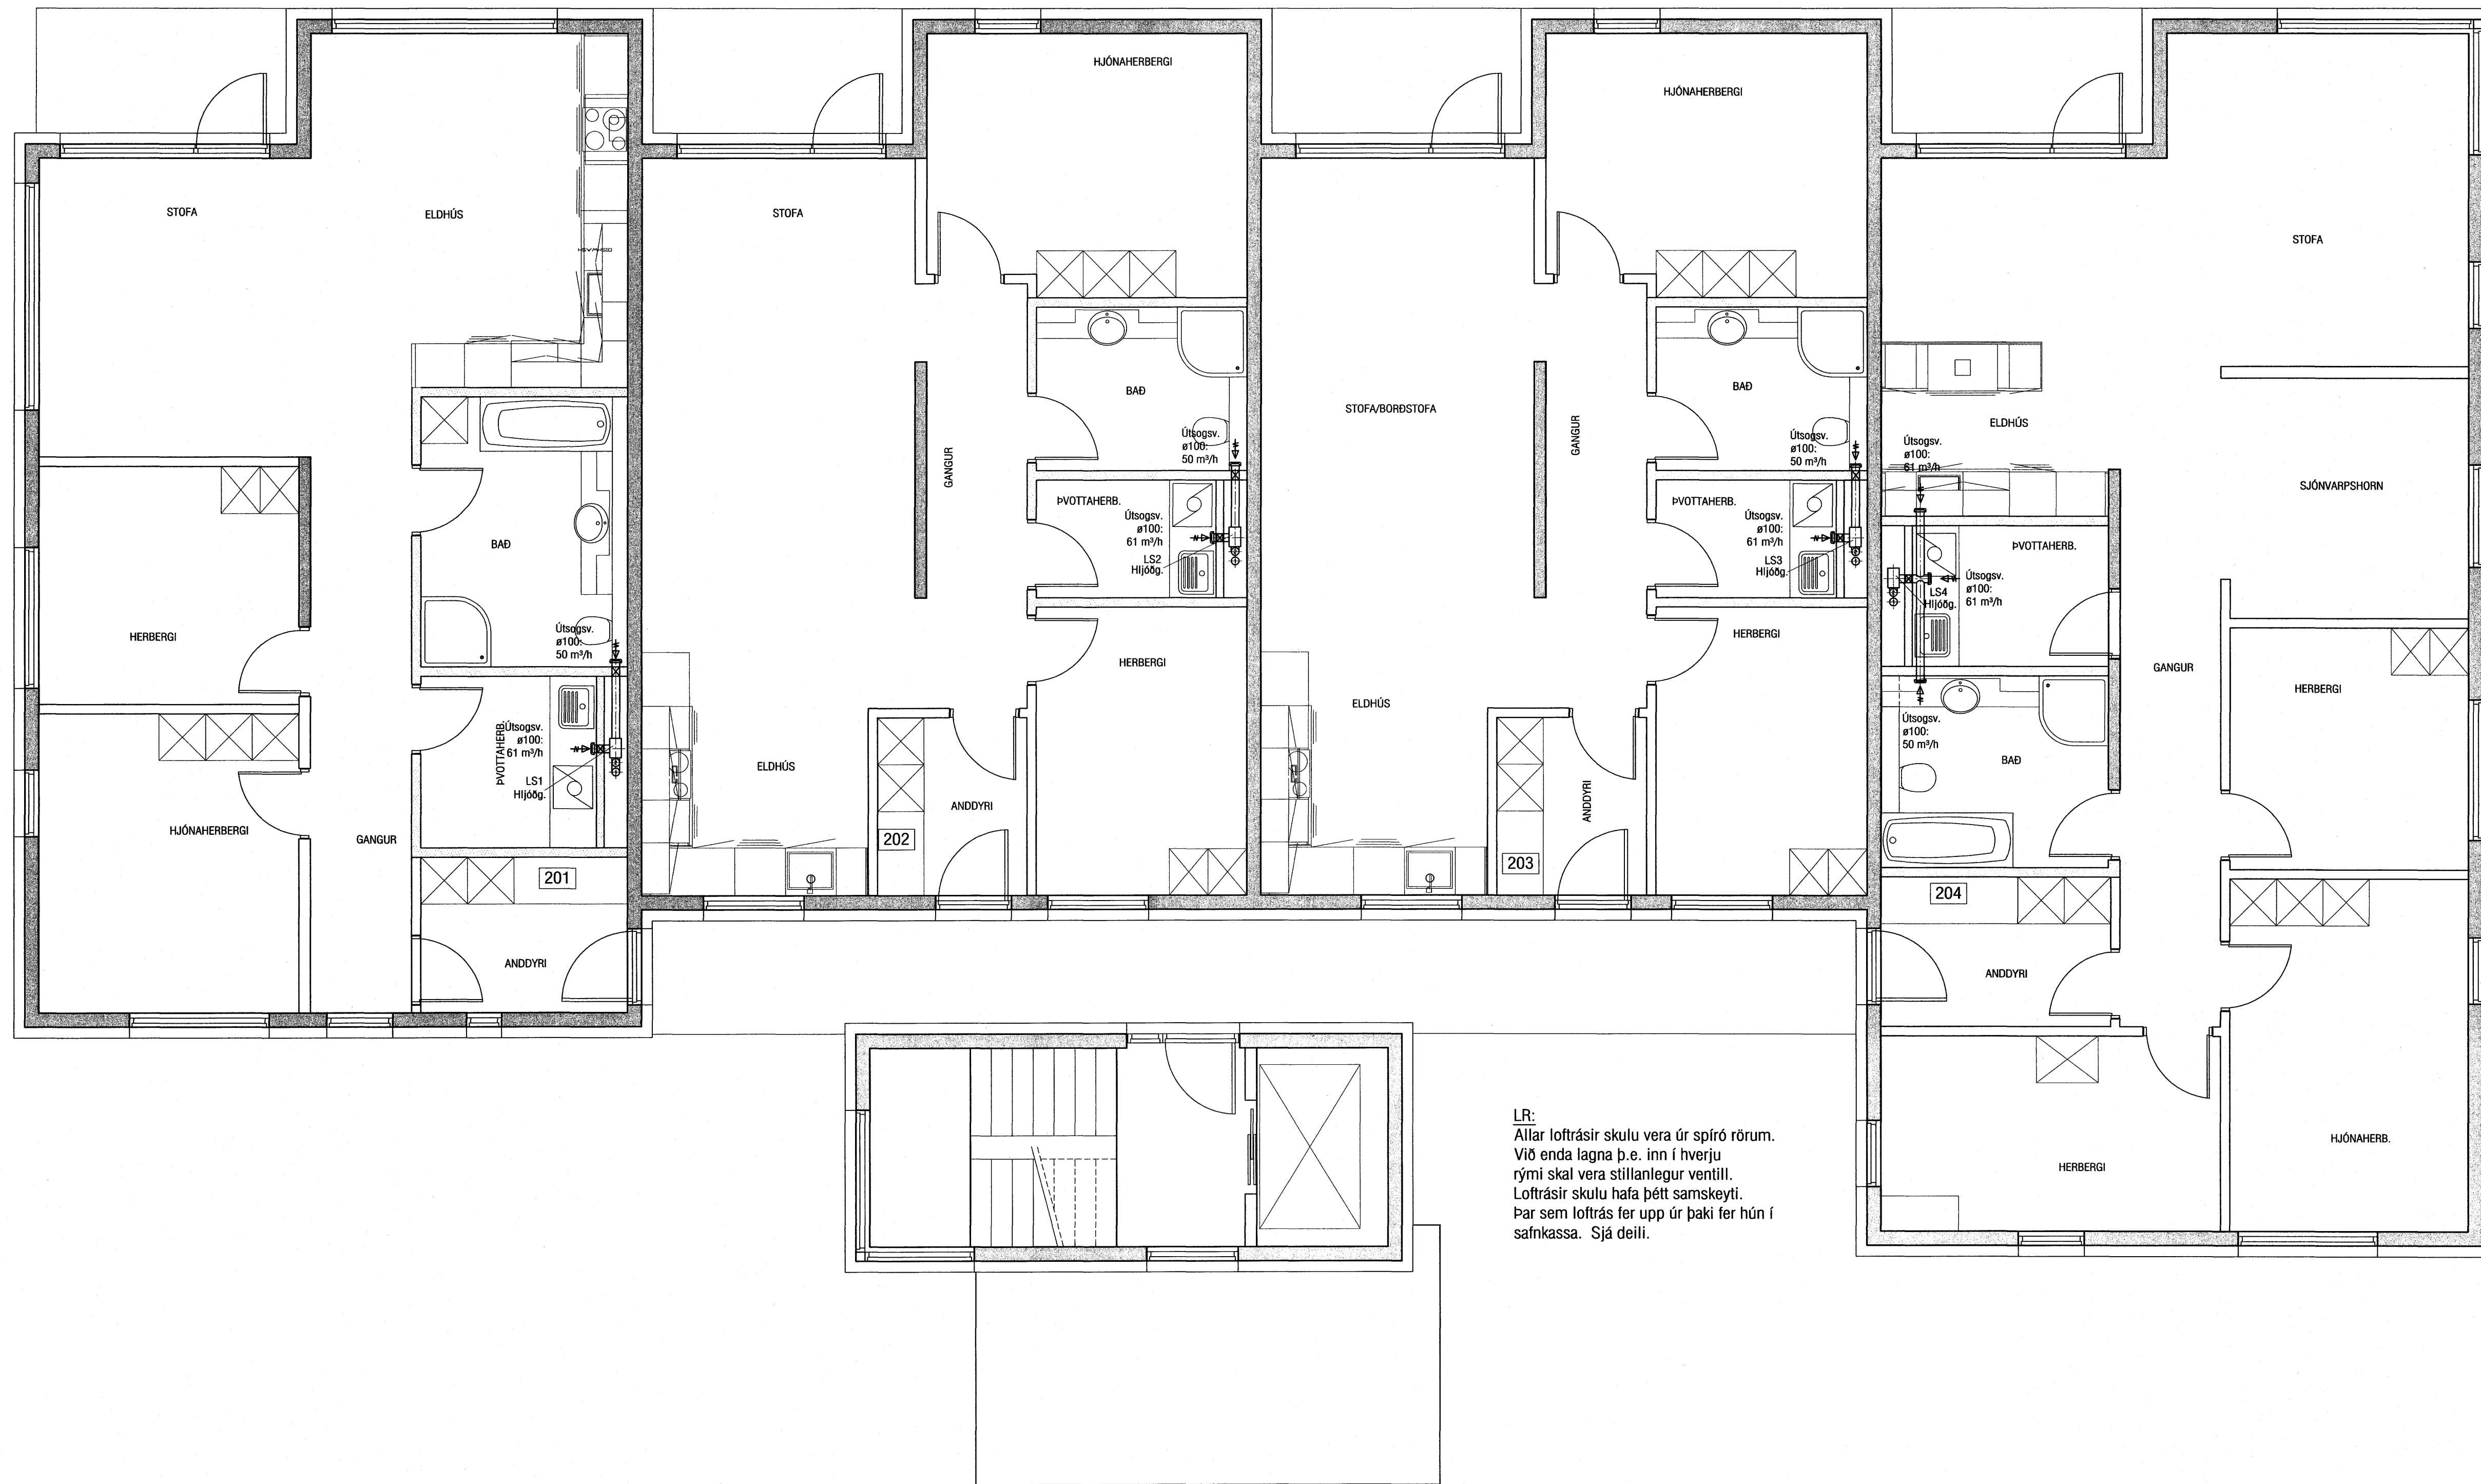 STOFA
ELDHÚS
BAÐ
Útsogsv.
ø100:
50 m³/h
HERBERGI
ÞVOTTAHERB.
Útsogsv.
ø100:
61 m³/h
LS1
Hljóðg.
HJÓNAHERBERGI
GANGUR
201
ANDDYRI
HJÓNAHERBERGI
STOFA
BAÐ
Útsogsv.
ø100:
50 m³/h
GANGUR
ÞVOTTAHERB.
Útsogsv.
ø100:
61 m³/h
LS2
Hljóðg.
HERBERGI
ELDHÚS
ANDDYRI
202
HJÓNAHERBERGI
BAÐ
STOFA/BORÐSTOFA
GANGUR
Útsogsv.
ø100:
50 m³/h
ÞVOTTAHERB.
Útsogsv.
ø100:
61 m³/h
LS3
Hljóðg.
HERBERGI
ELDHÚS
ANDDYRI
203
STOFA
ELDHÚS
Útsogsv.
ø100:
61 m³/h
SJÓNVARPSHORN
ÞVOTTAHERB.
Útsogsv.
ø100:
61 m³/h
LS4
Hljóðg.
GANGUR
HERBERGI
Útsogsv.
ø100:
50 m³/h
BAÐ
204
ANDDYRI
HERBERGI
HJÓNAHERB.
LR:
Allar loftrásir skulu vera úr spíró rörum.
Við enda lagna þ.e. inn í hverju
rými skal vera stillanlegur ventill.
Loftrásir skulu hafa þétt samskeyti.
Þar sem loftrás fer upp úr þaki fer hún í
safnkassa. Sjá deili.